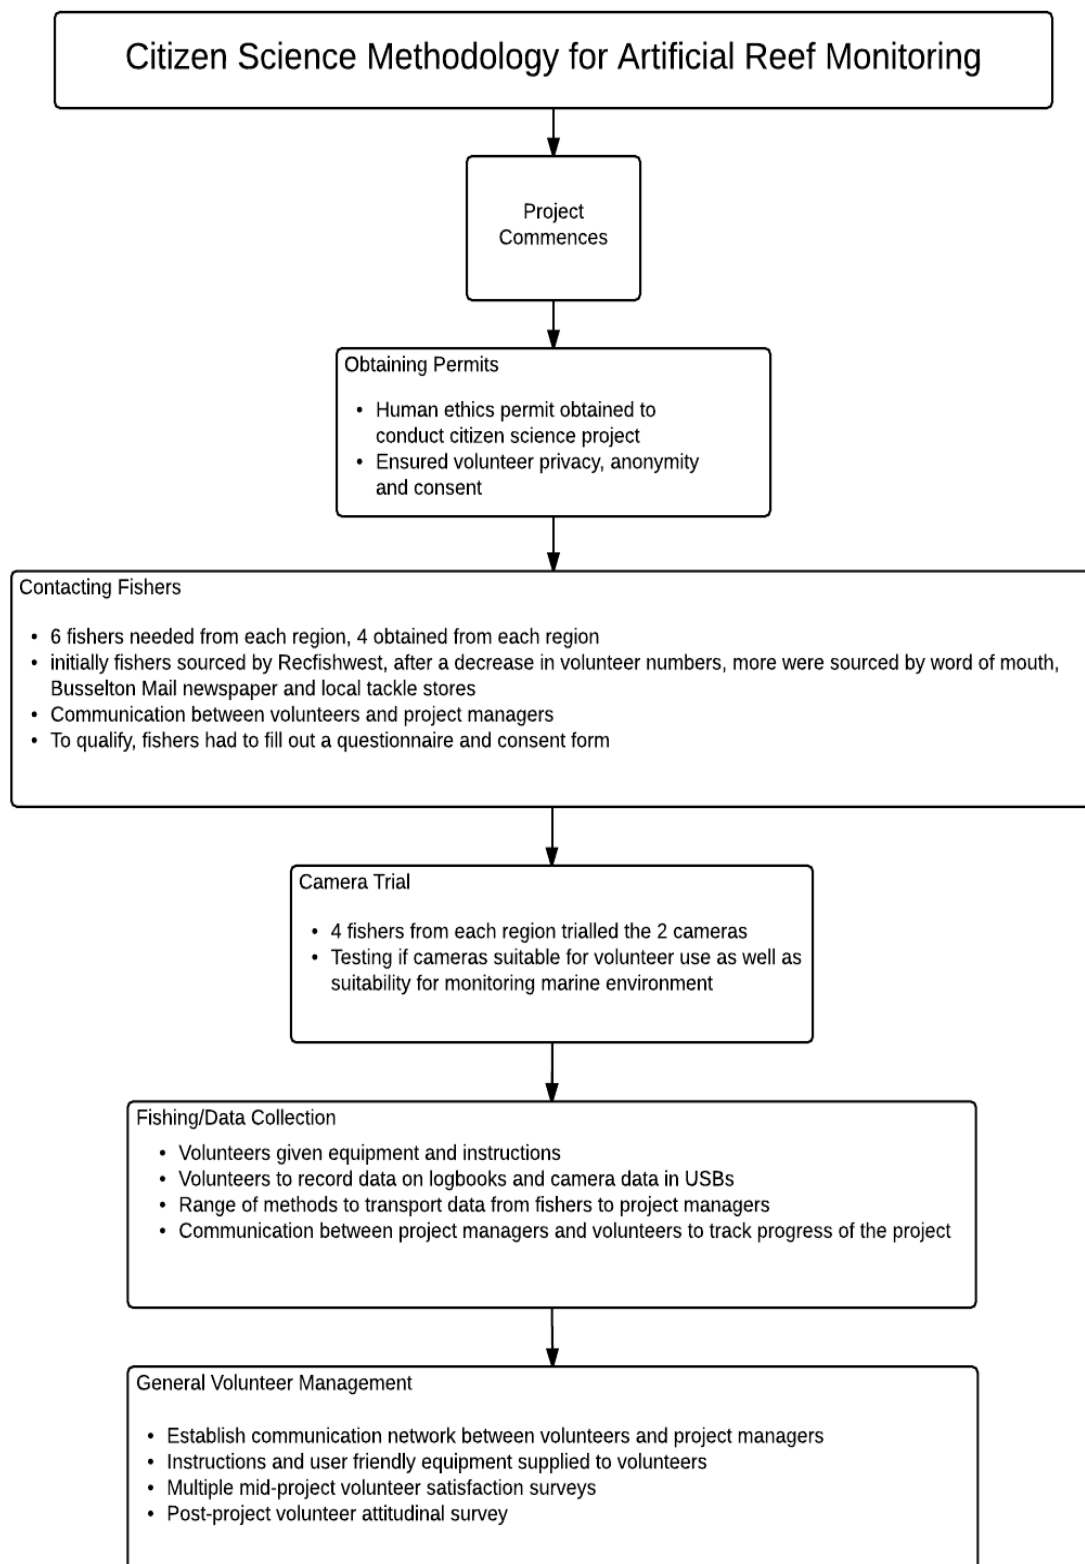 Citizen Science Methodology for Artificial Reef Monitoring
Project
Commences
Obtaining Permits
• Human ethics permit obtained to
conduct citizen science project
• Ensured volunteer privacy, anonymity
and consent
Contacting Fishers
• 6 fishers needed from each region, 4 obtained from each region
• initially fishers sourced by Recfishwest, after a decrease in volunteer numbers, more were sourced by word of mouth,
Busselton Mail newspaper and local tackle stores
• Communication between volunteers and project managers
• To qualify, fishers had to fill out a questionnaire and consent form
Camera Trial
• 4 fishers from each region trialled the 2 cameras
• Testing if cameras suitable for volunteer use as well as
suitability for monitoring marine environment
Fishing/Data Collection
• Volunteers given equipment and instructions
• Volunteers to record data on logbooks and camera data in USBs
• Range of methods to transport data from fishers to project managers
• Communication between project managers and volunteers to track progress of the project
General Volunteer Management
• Establish communication network between volunteers and project managers
• Instructions and user friendly equipment supplied to volunteers
• Multiple mid-project volunteer satisfaction surveys
• Post-project volunteer attitudinal survey